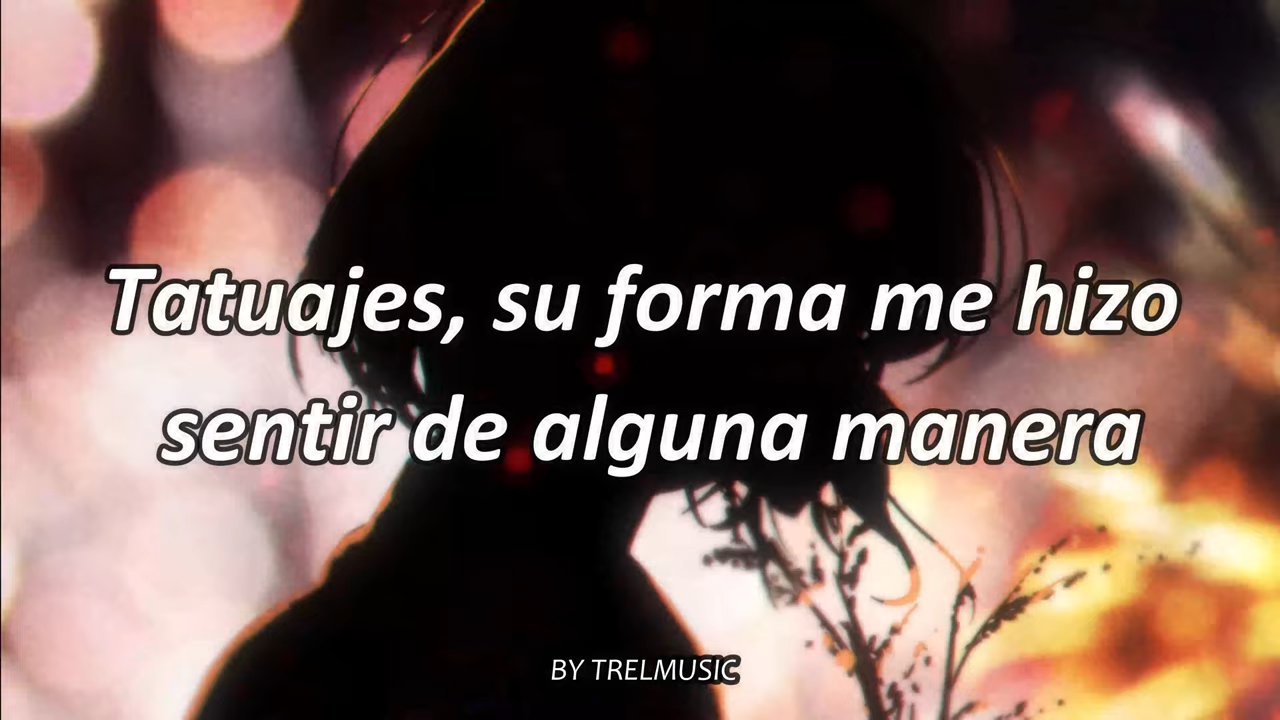 Tatuajes, su forma me hizo
sentir de alguna manera
BY TRELMUSIC